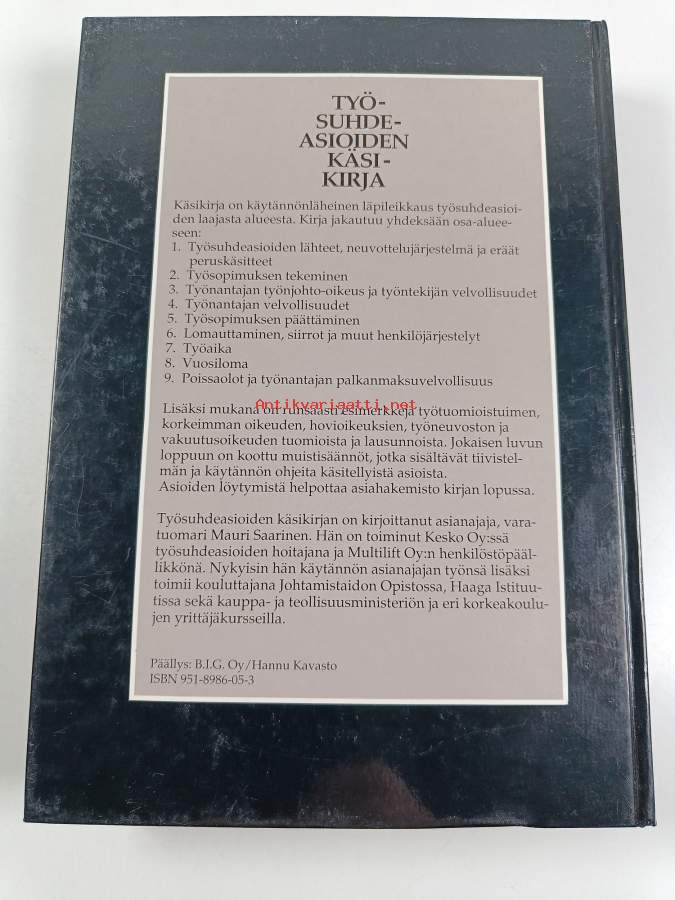 TYÖ-
SUHDE-
ASIOIDEN
KÄSI-
KIRJA
Käsikirja on käytännönläheinen läpileikkaus työsuhdeasioi-
den laajasta alueesta. Kirja jakautuu yhdeksään osa-aluee-
seen:
1. Työsuhdeasioiden lähteet, neuvottelujärjestelmä ja eräät
peruskäsitteet
2. Työsopimuksen tekeminen
3. Työnantajan työnjohto-oikeus ja työntekijän velvollisuudet
4. Työnantajan velvollisuudet
5. Työsopimuksen päättäminen
6. Lomauttaminen, siirrot ja muut henkilöjärjestelyt
7. Työaika
8. Vuosiloma
9. Poissaolot ja työnantajan palkanmaksuvelvollisuus
Antikvariaatti.net
Lisäksi mukana on runsaasti esimerkkejä työtuomioistuimen,
korkeimman oikeuden, hovioikeuksien, työneuvoston ja
vakuutusoikeuden tuomioista ja lausunnoista. Jokaisen luvun
loppuun on koottu muistisäännöt, jotka sisältävät tiivistel-
män ja käytännön ohjeita käsitellyistä asioista.
Asioiden löytymistä helpottaa asiahakemisto kirjan lopussa.
Työsuhdeasioiden käsikirjan on kirjoittanut asianajaja, vara-
tuomari Mauri Saarinen. Hän on toiminut Kesko Oy:ssä
työsuhdeasioiden hoitajana ja Multilift Oy:n henkilöstöpääl-
likkönä. Nykyisin hän käytännön asianajajan työnsä lisäksi
toimii kouluttajana Johtamistaidon Opistossa, Haaga Istituu-
tissa sekä kauppa- ja teollisuusministeriön ja eri korkeakoulu-
jen yrittäjäkursseilla.
Päällys: B.I.G. Oy/Hannu Kavasto
ISBN 951-8986-05-3